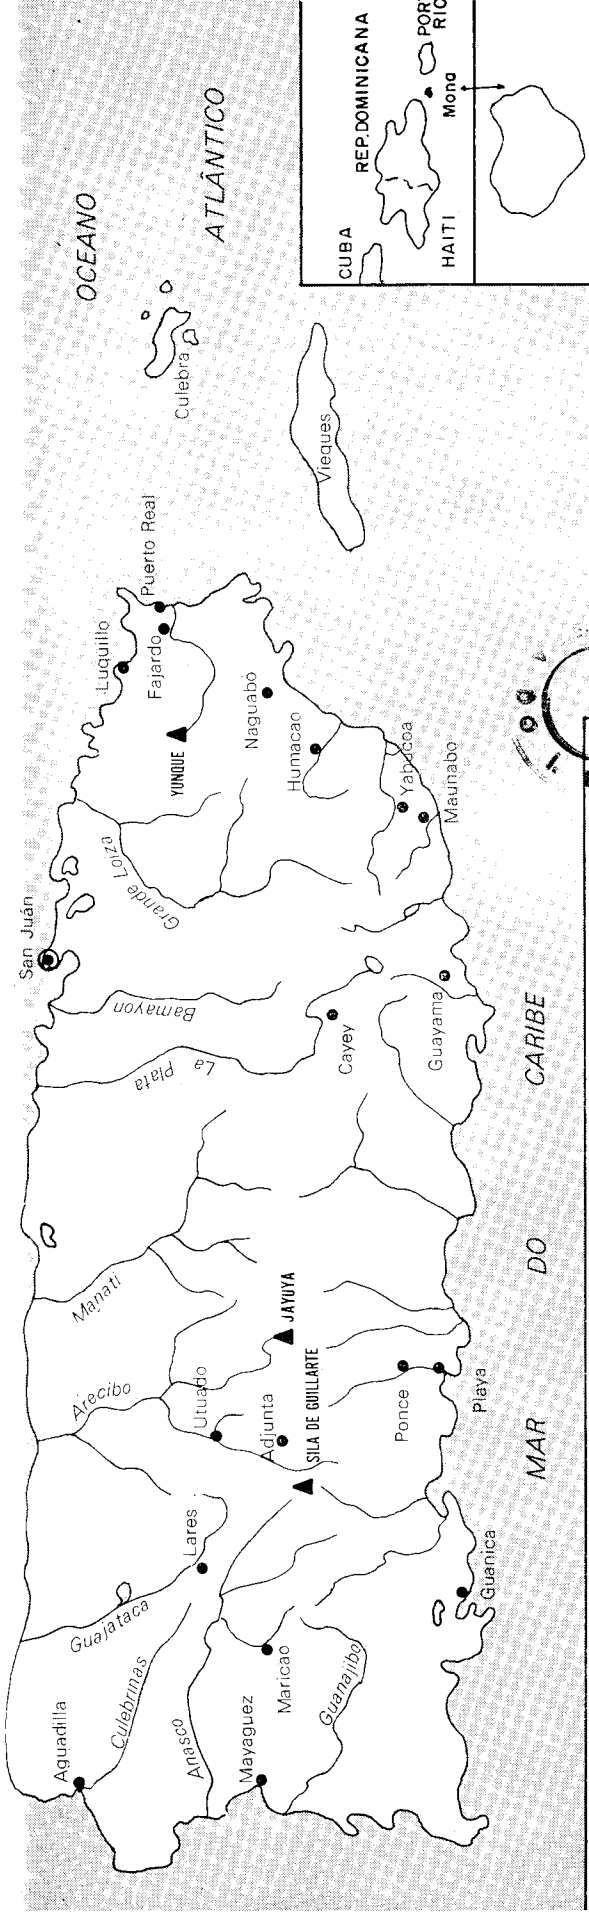 OCEANO
ATLÂNTICO
CUBA
REP.DOMINICANA
HAITI
Mona
Culebra
Vieques
San Juán
Luquillo
Puerto Real
Fajardo
YUNQUE
Naguabo
Humacao
Yabucoa
Maunabo
Grande Loiza
Bamayon
La Plata
Cayey
Guayama
Manati
Arecibo
JAYUYA
Utuado
Adjunta
SILA DE GUILLARTE
Ponce
Playa
Lares
Guajataca
Culebrinas
Aguadilla
Anasco
Mayaguez
Maricao
Guanajibo
Guanica
MAR DO CARIBE